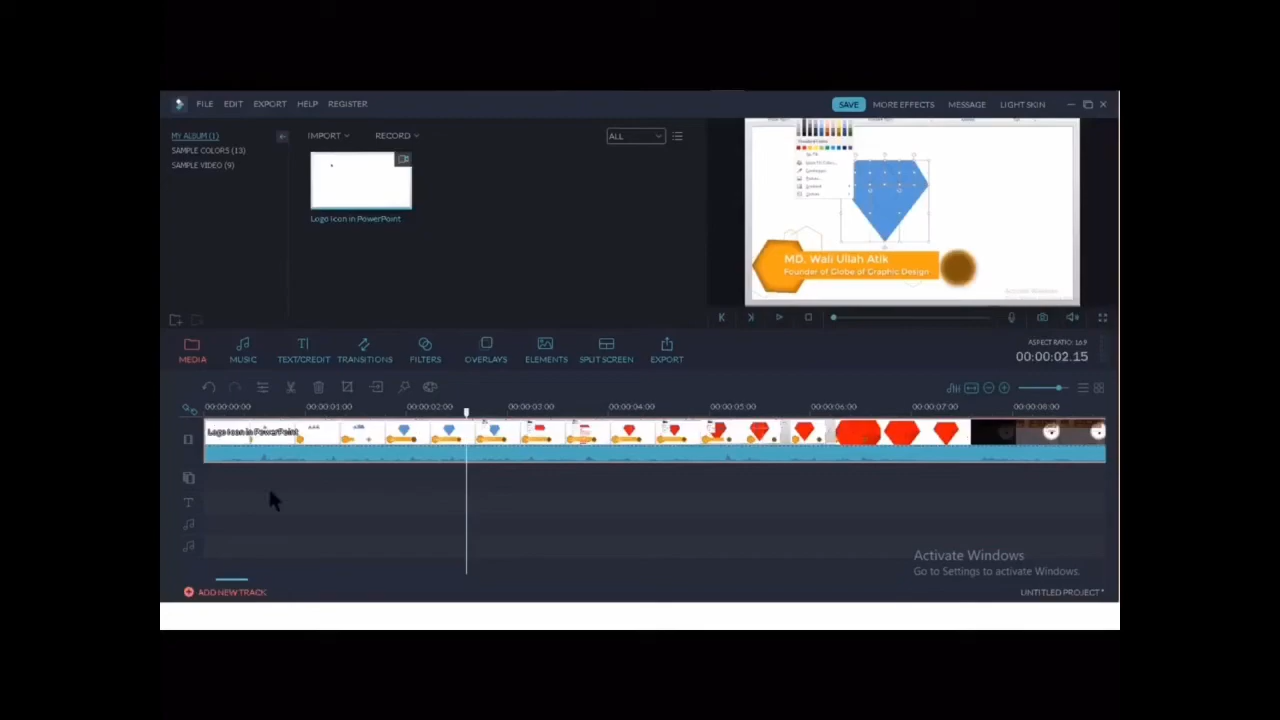 FILE EDIT EXPORT HELP REGISTER
SAVE MORE EFFECTS MESSAGE LIGHT SKIN
MY ALBUM (1)
SAMPLE COLORS (13)
SAMPLE VIDEO (9)
IMPORT RECORD ALL
Logo Icon in PowerPoint
MD. Wali Ullah Atik
Founder of Globe of Graphic Design
Activate Windows
MEDIA MUSIC TEXT/CREDIT TRANSITIONS FILTERS OVERLAYS ELEMENTS SPLIT SCREEN EXPORT
ASPECT RATIO: 16:9
00:00:02.15
00:00:00:00 00:00:01:00 00:00:02:00 00:00:03:00 00:00:04:00 00:00:05:00 00:00:06:00 00:00:07:00 00:00:08:00
Logo Icon in PowerPoint
Activate Windows
Go to Settings to activate Windows.
ADD NEW TRACK
UNTITLED PROJECT*